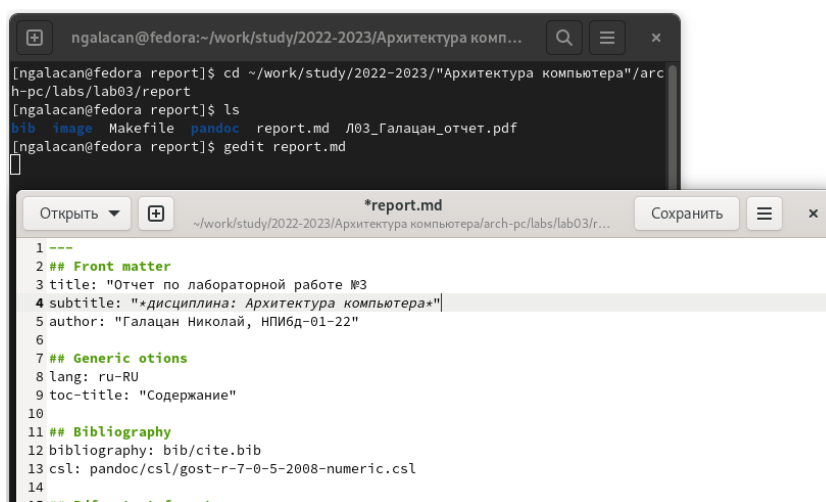 ngalacan@fedora:~/work/study/2022-2023/Архитектура комп...
[ngalacan@fedora report]$ cd ~/work/study/2022-2023/"Архитектура компьютера"/arc
h-pc/labs/lab03/report
[ngalacan@fedora report]$ ls
bib image Makefile pandoc report.md Л03_Галацан_отчет.pdf
[ngalacan@fedora report]$ gedit report.md
Открыть
*report.md
~/work/study/2022-2023/Архитектура компьютера/arch-pc/labs/lab03/r...
Сохранить
1 ---
2 ## Front matter
3 title: "Отчет по лабораторной работе №3
4 subtitle: "*дисциплина: Архитектура компьютера*"
5 author: "Галацан Николай, НПИбд-01-22"
6
7 ## Generic otions
8 lang: ru-RU
9 toc-title: "Содержание"
10
11 ## Bibliography
12 bibliography: bib/cite.bib
13 csl: pandoc/csl/gost-r-7-0-5-2008-numeric.csl
14